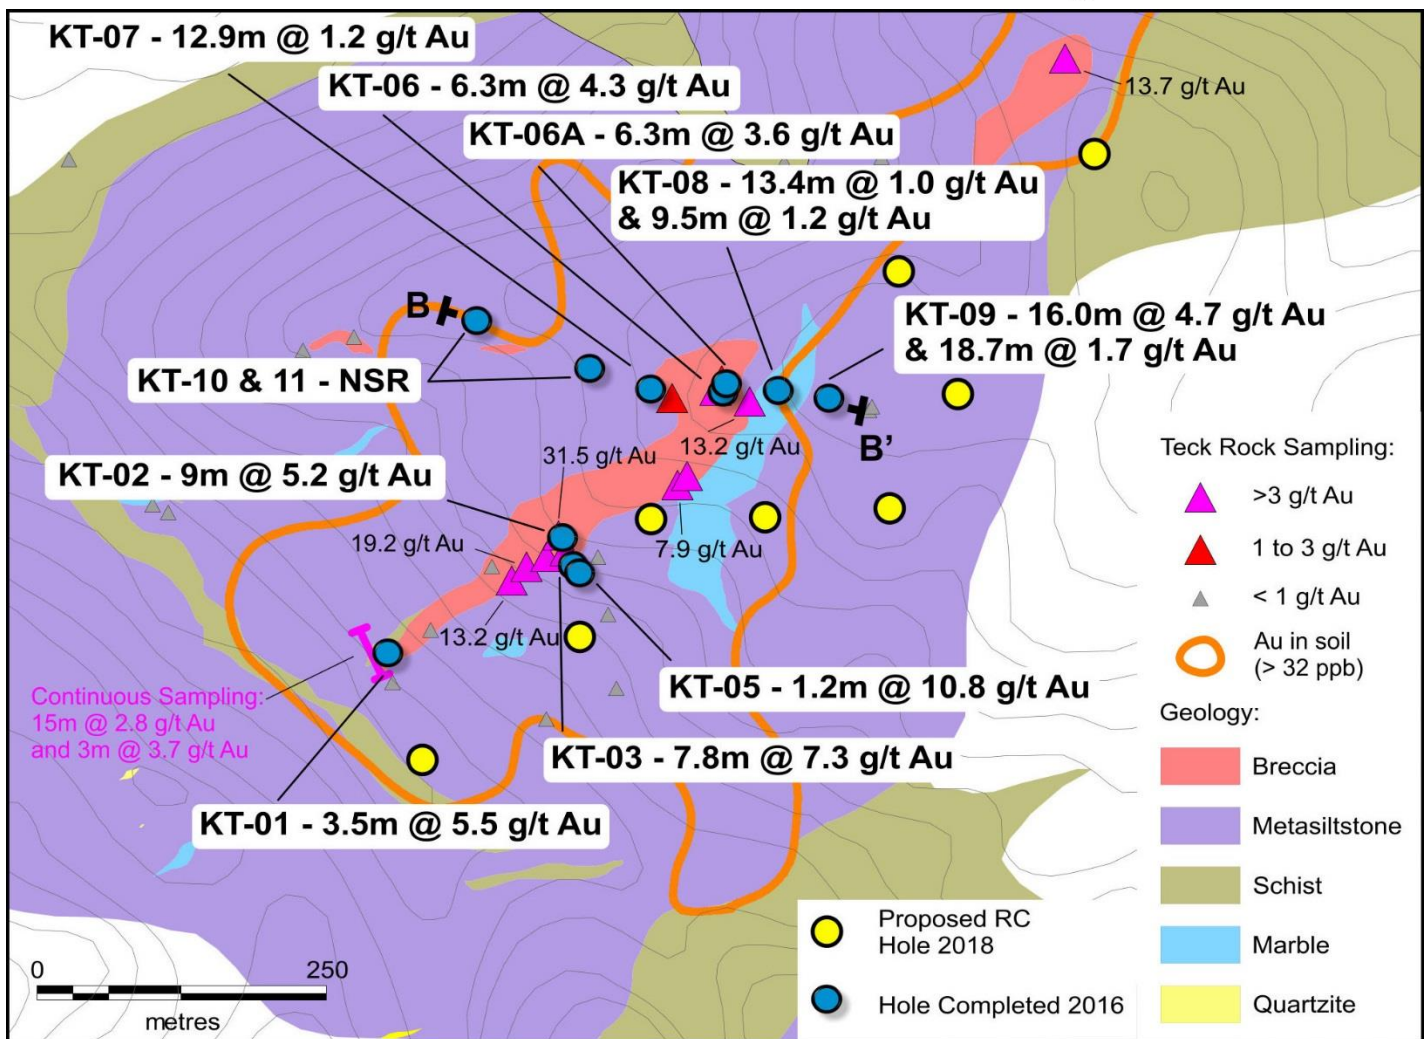 KT-07 - 12.9m @ 1.2 g/t Au
KT-06 - 6.3m @ 4.3 g/t Au
KT-06A - 6.3m @ 3.6 g/t Au
KT-08 - 13.4m @ 1.0 g/t Au
& 9.5m @ 1.2 g/t Au
13.7 g/t Au
B
KT-09 - 16.0m @ 4.7 g/t Au
& 18.7m @ 1.7 g/t Au
KT-10 & 11 - NSR
B’
13.2 g/t Au
31.5 g/t Au
KT-02 - 9m @ 5.2 g/t Au
19.2 g/t Au
7.9 g/t Au
13.2 g/t Au
Continuous Sampling:
15m @ 2.8 g/t Au
and 3m @ 3.7 g/t Au
KT-05 - 1.2m @ 10.8 g/t Au
KT-03 - 7.8m @ 7.3 g/t Au
KT-01 - 3.5m @ 5.5 g/t Au
Teck Rock Sampling:
>3 g/t Au
1 to 3 g/t Au
< 1 g/t Au
Au in soil
(> 32 ppb)
Geology:
Breccia
Metasiltstone
Schist
Marble
Quartzite
Proposed RC
Hole 2018
Hole Completed 2016
0 250
metres